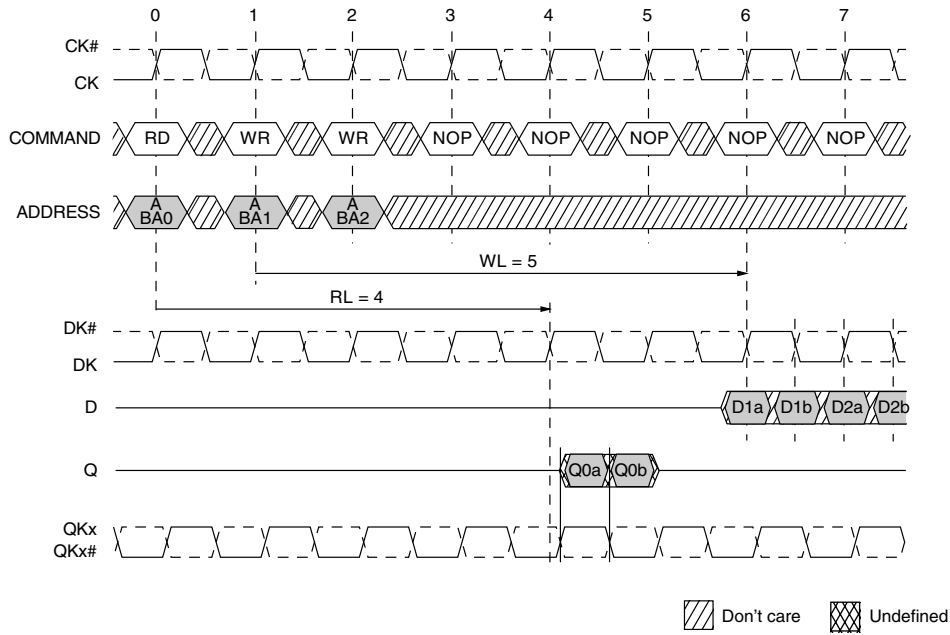 0 1 2 3 4 5 6 7
CK#
CK
COMMAND RD WR WR NOP NOP NOP NOP NOP
ADDRESS A BA0 A BA1 A BA2
WL = 5
RL = 4
DK#
DK
D D1a D1b D2a D2b
Q Q0a Q0b
QKx
QKx#
Don't care Undefined